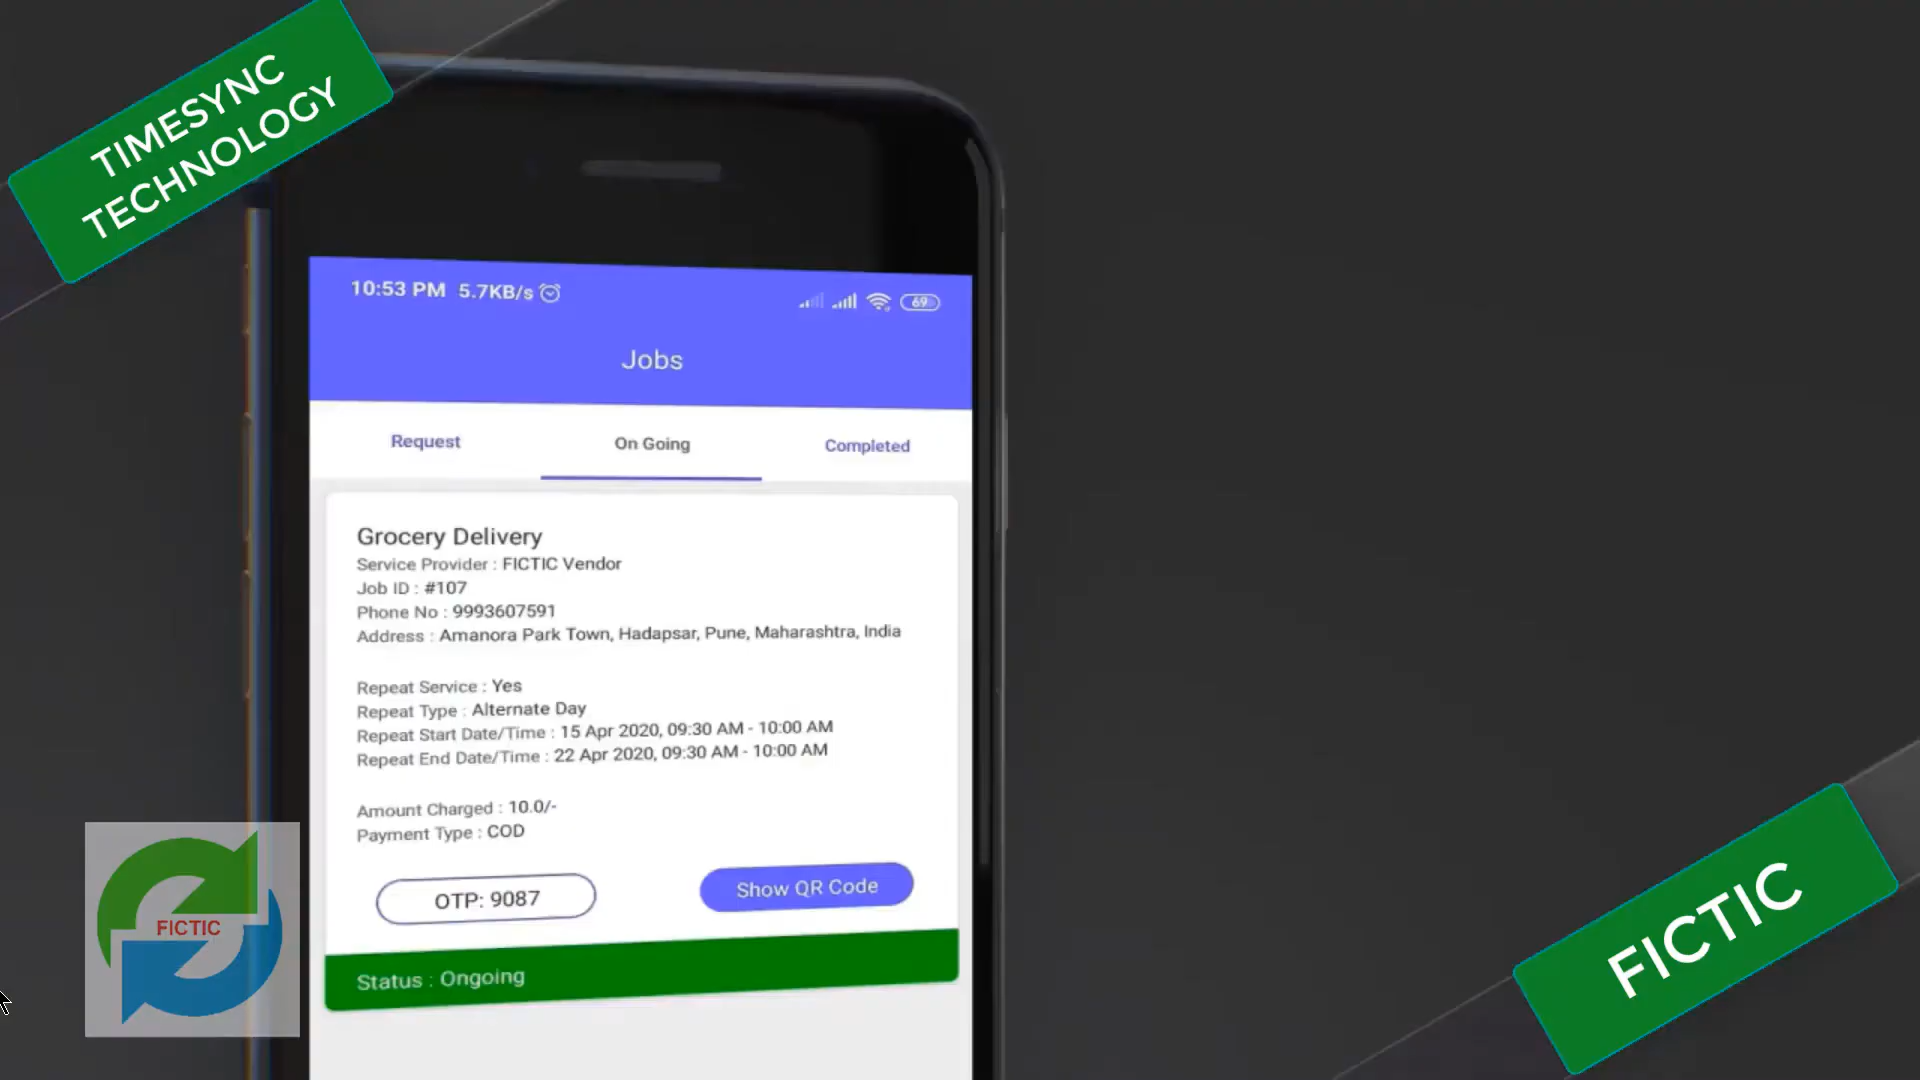 TIMESYNC
TECHNOLOGY
10:53 PM 5.7KB/s
69
Jobs
Request On Going Completed
Grocery Delivery
Service Provider : FICTIC Vendor
Job ID : #107
Phone No : 9993607591
Address : Amanora Park Town, Hadapsar, Pune, Maharashtra, India
Repeat Service : Yes
Repeat Type : Alternate Day
Repeat Start Date/Time : 15 Apr 2020, 09:30 AM - 10:00 AM
Repeat End Date/Time : 22 Apr 2020, 09:30 AM - 10:00 AM
Amount Charged : 10.0/-
Payment Type : COD
OTP: 9087 Show QR Code
Status : Ongoing
FICTIC
FICTIC